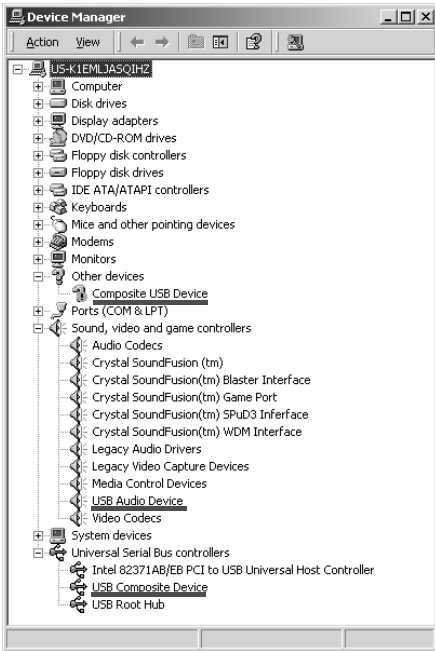 Device Manager
Action View
US-K1EMLJASQIHZ
Computer
Disk drives
Display adapters
DVD/CD-ROM drives
Floppy disk controllers
Floppy disk drives
IDE ATA/ATAPI controllers
Keyboards
Mice and other pointing devices
Modems
Monitors
Other devices
Composite USB Device
Ports (COM & LPT)
Sound, video and game controllers
Audio Codecs
Crystal SoundFusion (tm)
Crystal SoundFusion(tm) Blaster Interface
Crystal SoundFusion(tm) Game Port
Crystal SoundFusion(tm) SPuD3 Inferface
Crystal SoundFusion(tm) WDM Interface
Legacy Audio Drivers
Legacy Video Capture Devices
Media Control Devices
USB Audio Device
Video Codecs
System devices
Universal Serial Bus controllers
Intel 82371AB/EB PCI to USB Universal Host Controller
USB Composite Device
USB Root Hub